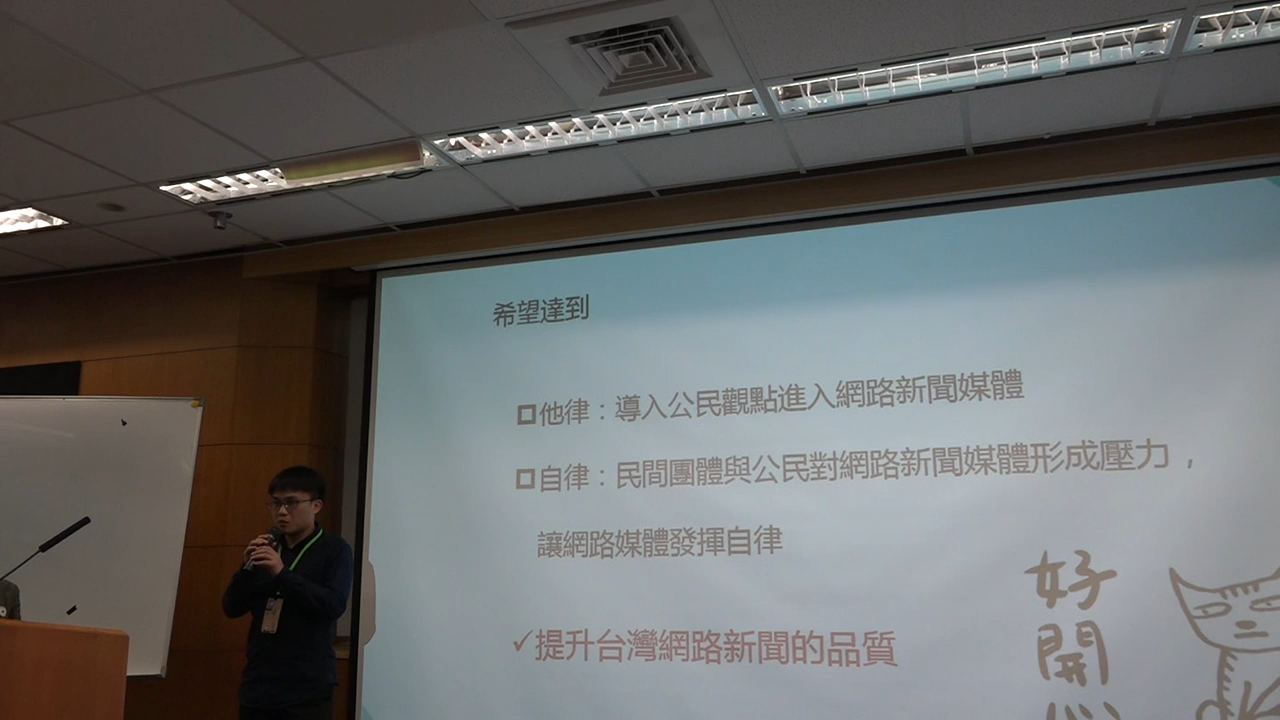 希望達到
他律：導入公民觀點進入網路新聞媒體
自律：民間團體與公民對網路新聞媒體形成壓力，
讓網路媒體發揮自律
✓提升台灣網路新聞的品質
好
開
心